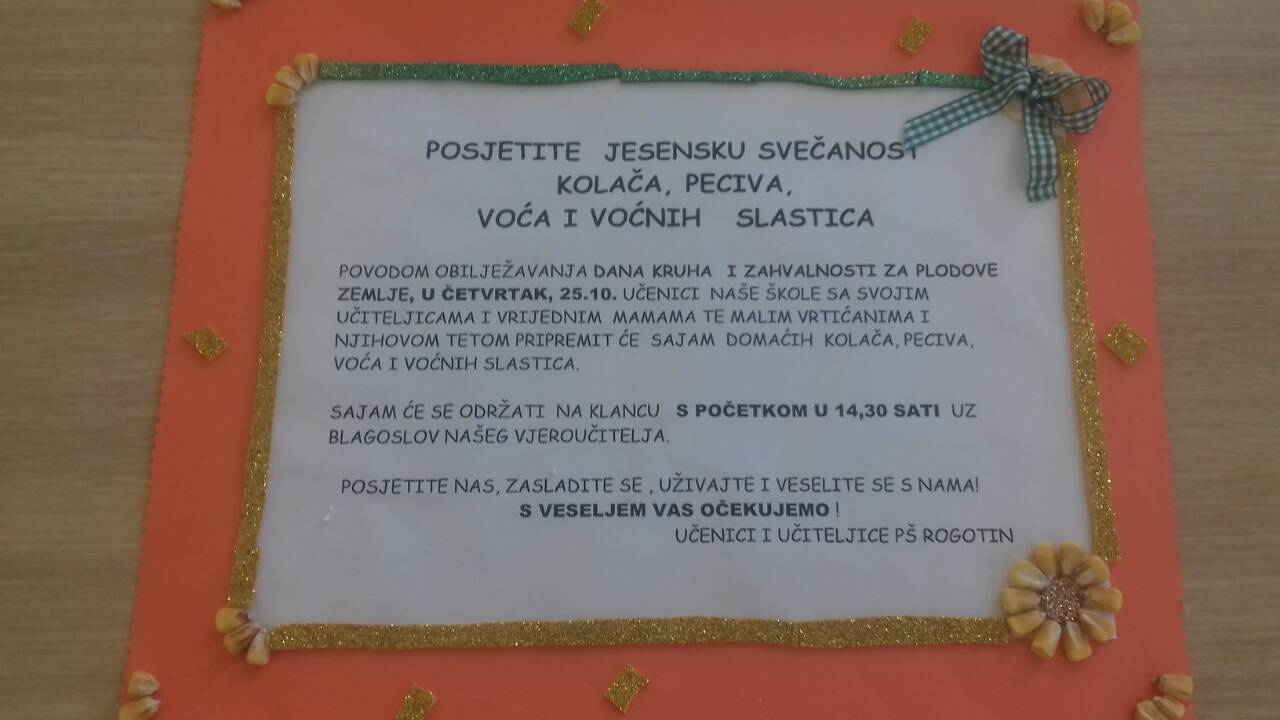 POSJETITE JESENSKU SVEČANOST
KOLAČA, PECIVA,
VOĆA I VOĆNIH SLASTICA
POVODOM OBILJEŽAVANJA DANA KRUHA I ZAHVALNOSTI ZA PLODOVE
ZEMLJE, U ČETVRTAK, 25.10. UČENICI NAŠE ŠKOLE SA SVOJIM
UČITELJICAMA I VRIJEDNIM MAMAMA TE MALIM VRTIĆANIMA I
NJIHOVOM TETOM PRIPREMIT ĆE SAJAM DOMAĆIH KOLAČA, PECIVA,
VOĆA I VOĆNIH SLASTICA.
SAJAM ĆE SE ODRŽATI NA KLANCU S POČETKOM U 14,30 SATI UZ
BLAGOSLOV NAŠEG VJEROUČITELJA.
POSJETITE NAS, ZASLADITE SE , UŽIVAJTE I VESELITE SE S NAMA!
S VESELJEM VAS OČEKUJEMO !
UČENICI I UČITELJICE PŠ ROGOTIN